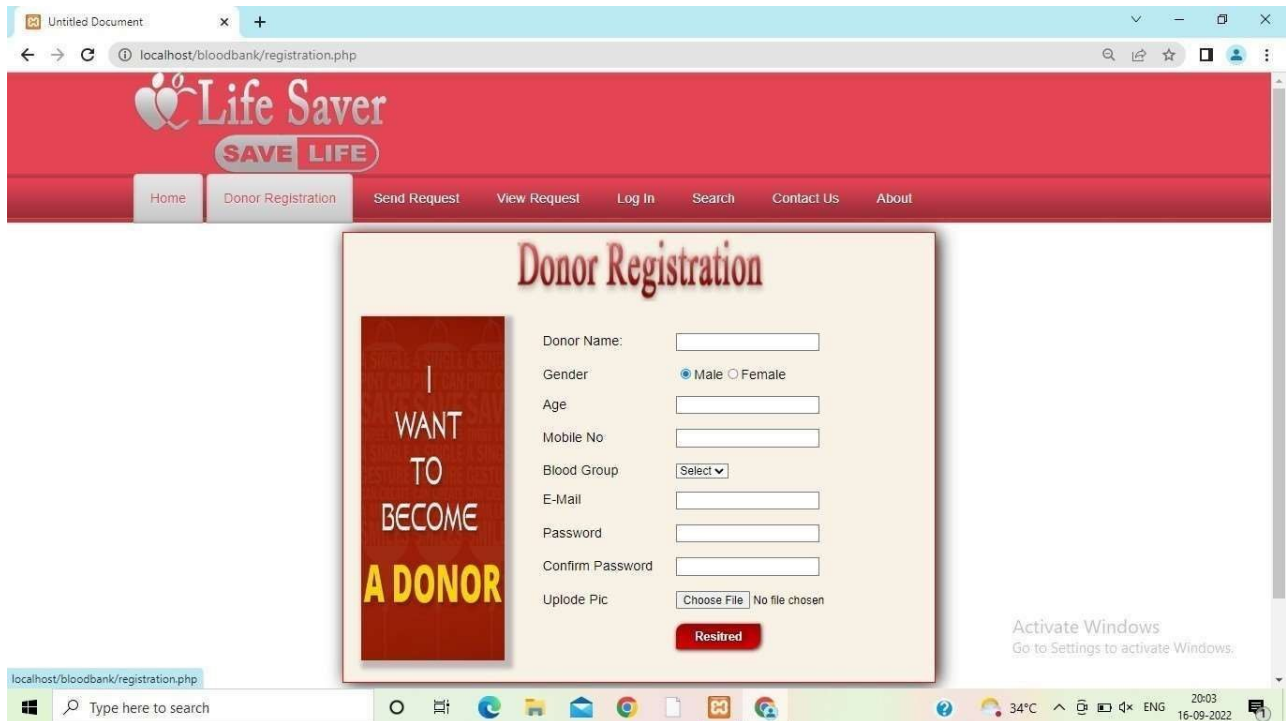 Untitled Document
localhost/bloodbank/registration.php
Life Saver
SAVE LIFE
Home Donor Registration Send Request View Request Log In Search Contact Us About
Donor Registration
I
WANT
TO
BECOME
A DONOR
Donor Name:
Gender Male Female
Age
Mobile No
Blood Group Select
E-Mail
Password
Confirm Password
Uplode Pic Choose File No file chosen
Resitred
Activate Windows
Go to Settings to activate Windows.
localhost/bloodbank/registration.php
Type here to search
34°C ENG 20:03
16-09-2022